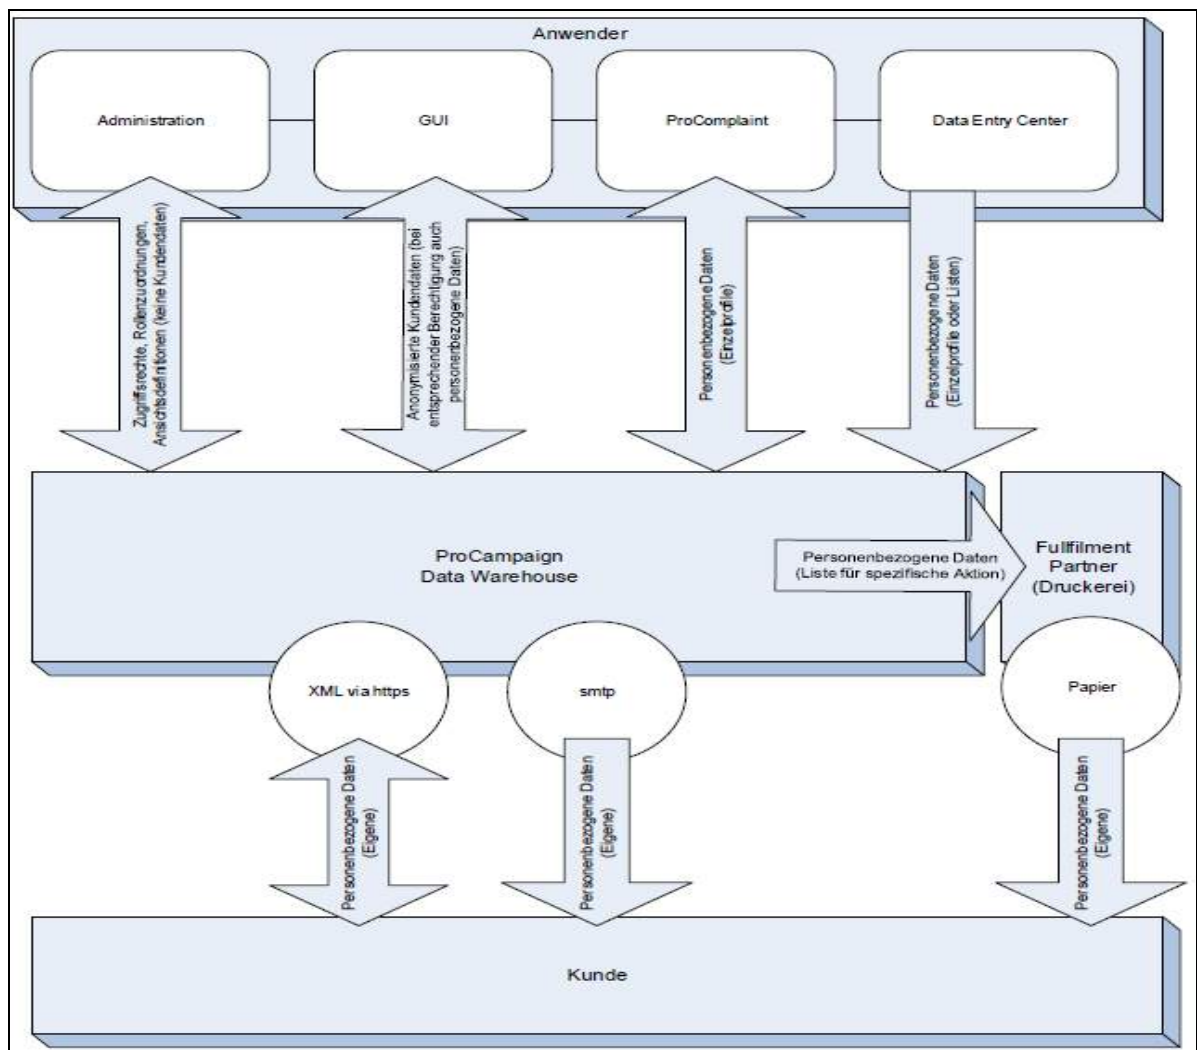 Anwender
Administration
GUI
ProComplaint
Data Entry Center
Zugriffsrechte, Rollenzuordnungen,
Ansichtsdefinitionen (keine Kundendaten)
Anonymisierte Kundendaten (bei
entsprechender Berechtigung auch
personenbezogene Daten)
Personenbezogene Daten
(Einzelprofile)
Personenbezogene Daten
(Einzelprofile oder Listen)
ProCampaign
Data Warehouse
Personenbezogene Daten
(Liste für spezifische Aktion)
Fullfilment
Partner
(Druckerei)
XML via https
smtp
Papier
Personenbezogene Daten
(Eigene)
Personenbezogene Daten
(Eigene)
Personenbezogene Daten
(Eigene)
Kunde